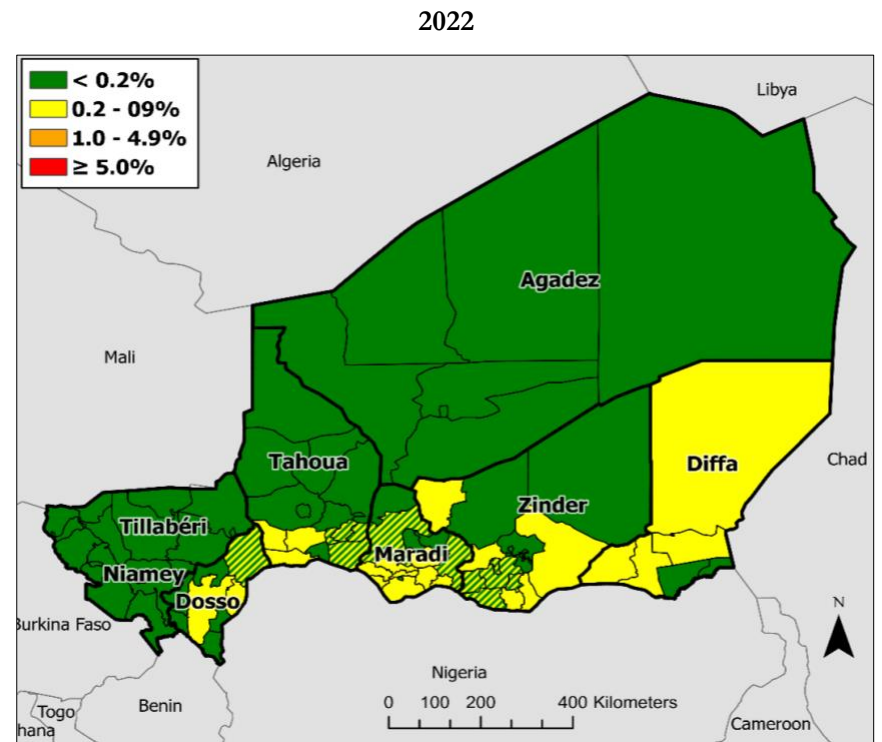 2022
< 0.2%
0.2 - 09%
1.0 - 4.9%
≥ 5.0%
Libya
Algeria
Agadez
Mali
Tahoua
Diffa
Chad
Zinder
Tillabéri
Maradi
Niamey
Dosso
N
Burkina Faso
Nigeria
Benin
0 100 200 400 Kilometers
Togo
hana
Cameroon